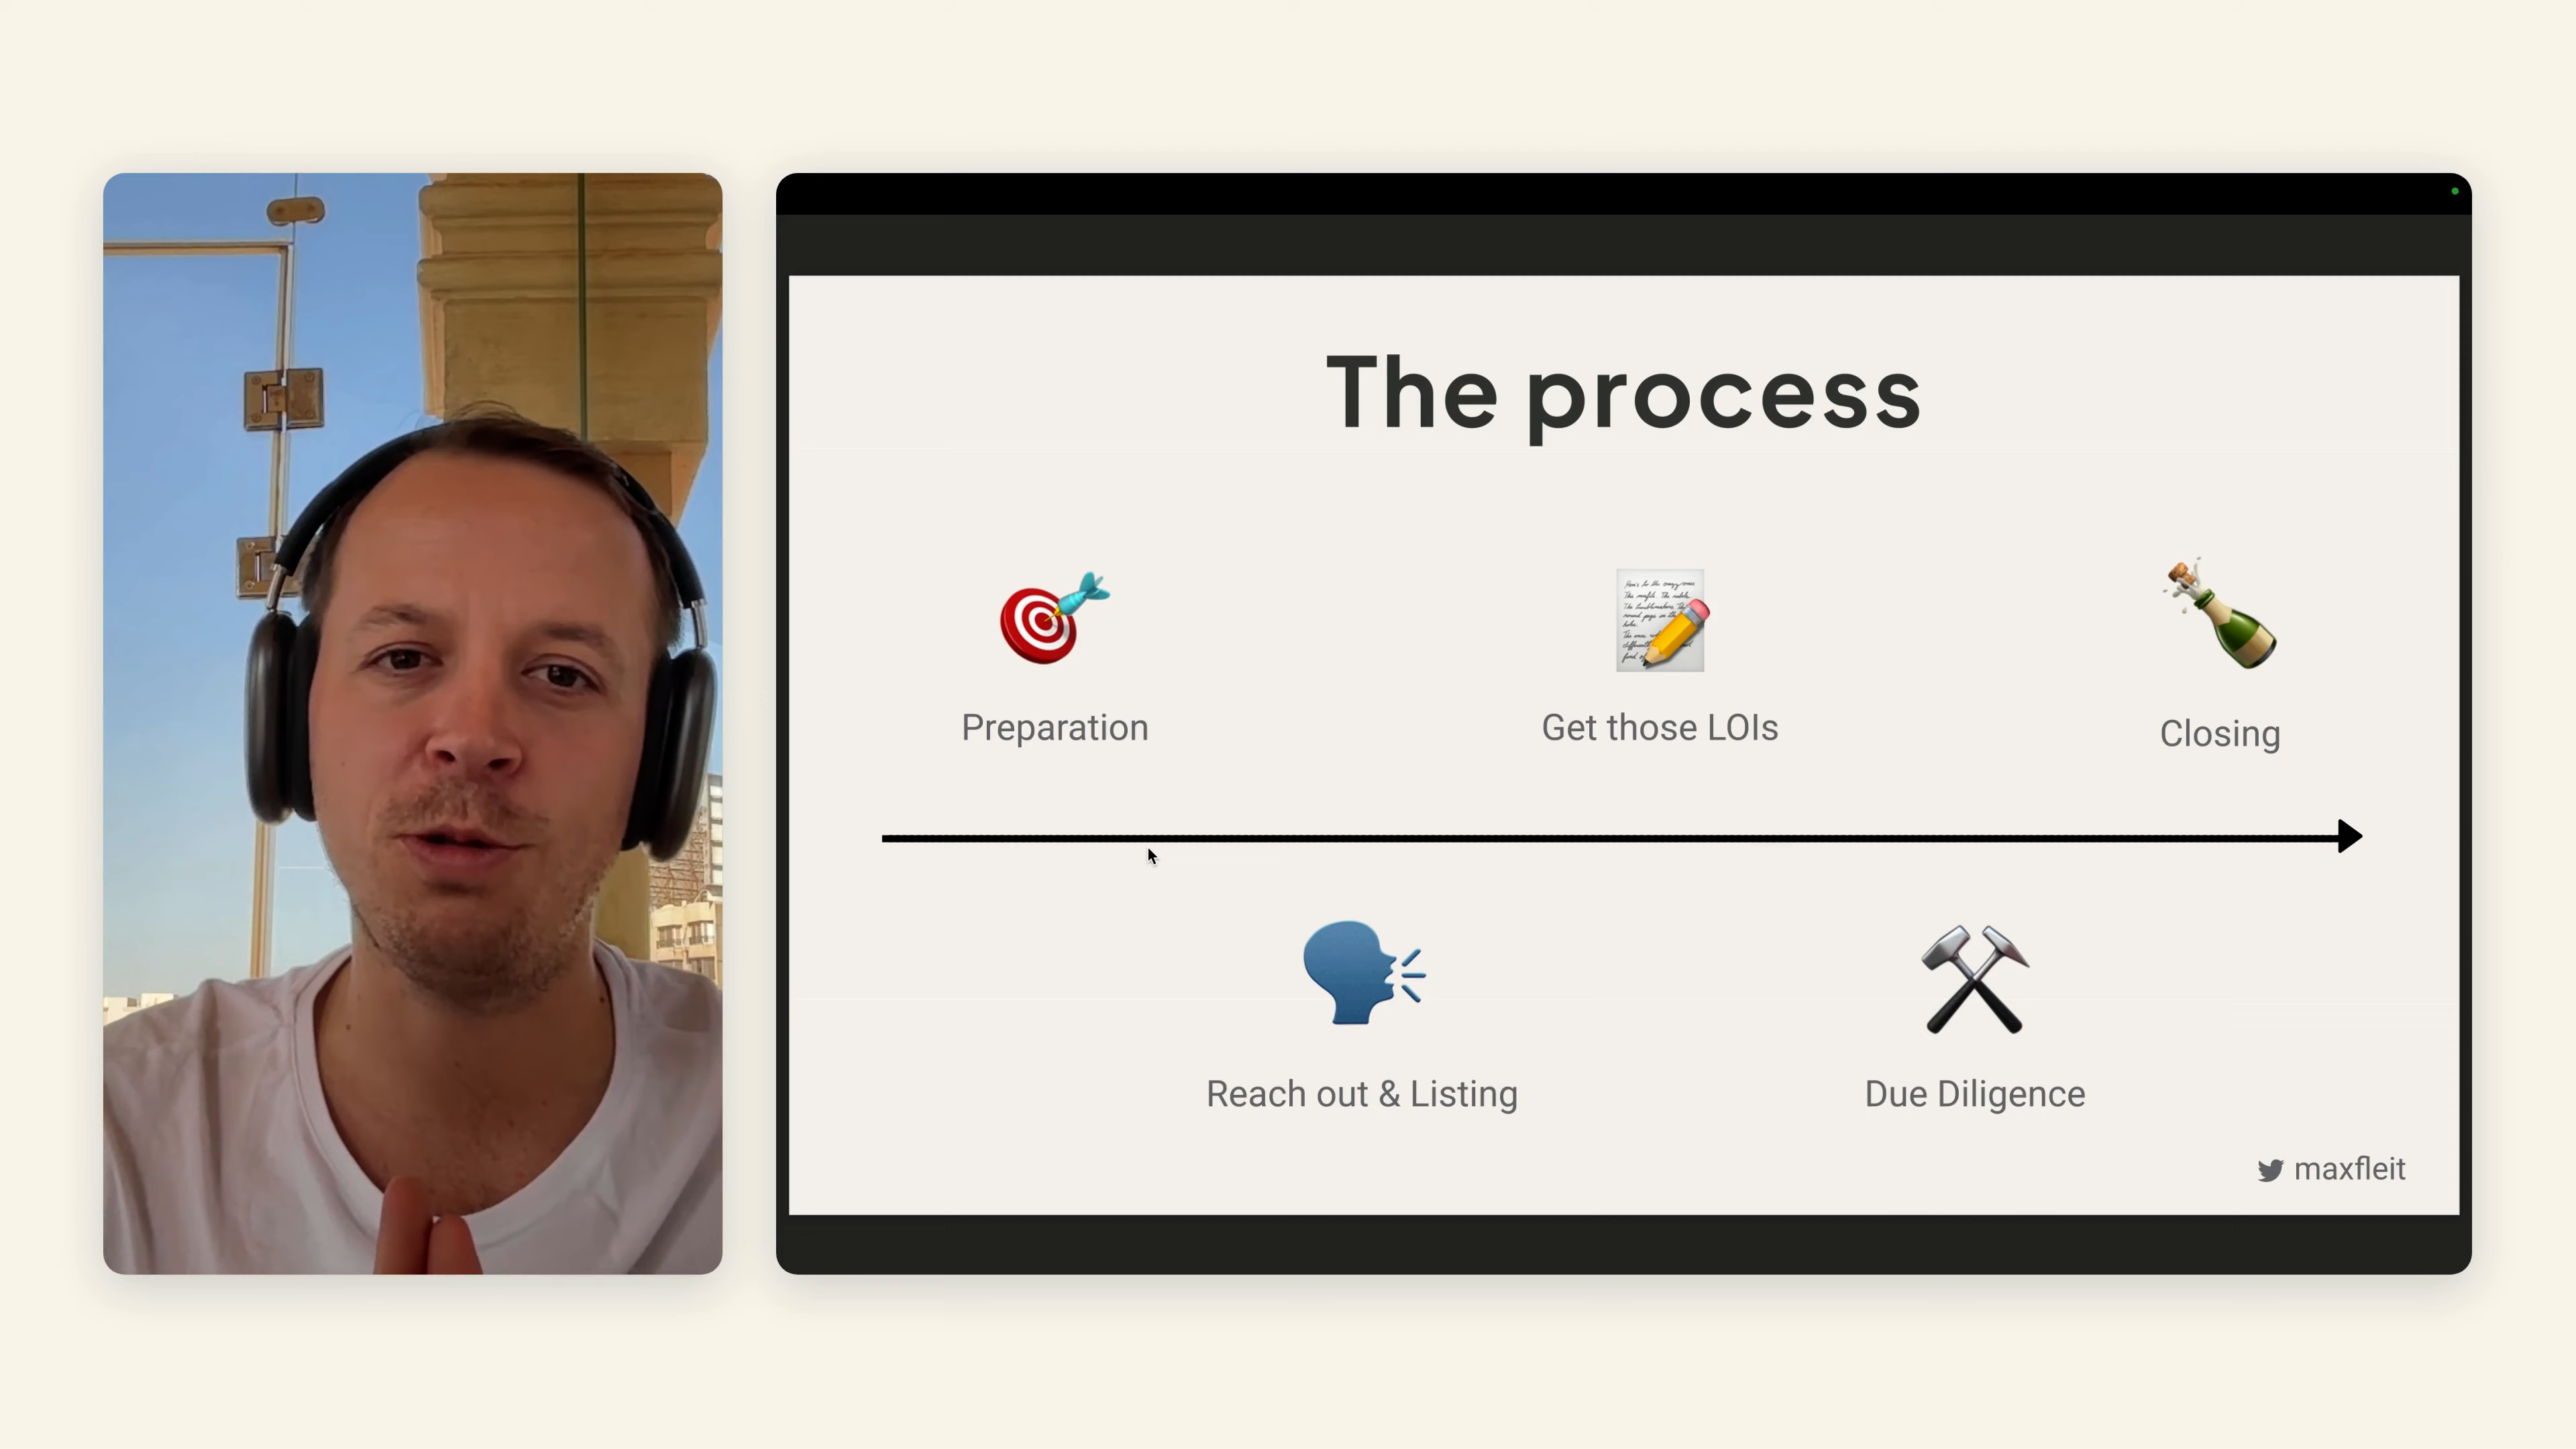 The process
Preparation
Get those LOIs
Closing
Reach out & Listing
Due Diligence
maxfleit